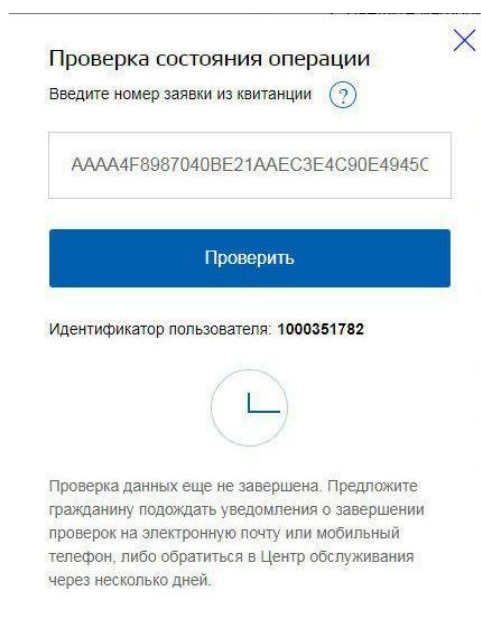 Проверка состояния операции
Введите номер заявки из квитанции ?
AAAA4F8987040BE21AAEC3E4C90E4945C
Проверить
Идентификатор пользователя: 1000351782
Проверка данных еще не завершена. Предложите
гражданину подождать уведомления о завершении
проверок на электронную почту или мобильный
телефон, либо обратиться в Центр обслуживания
через несколько дней.